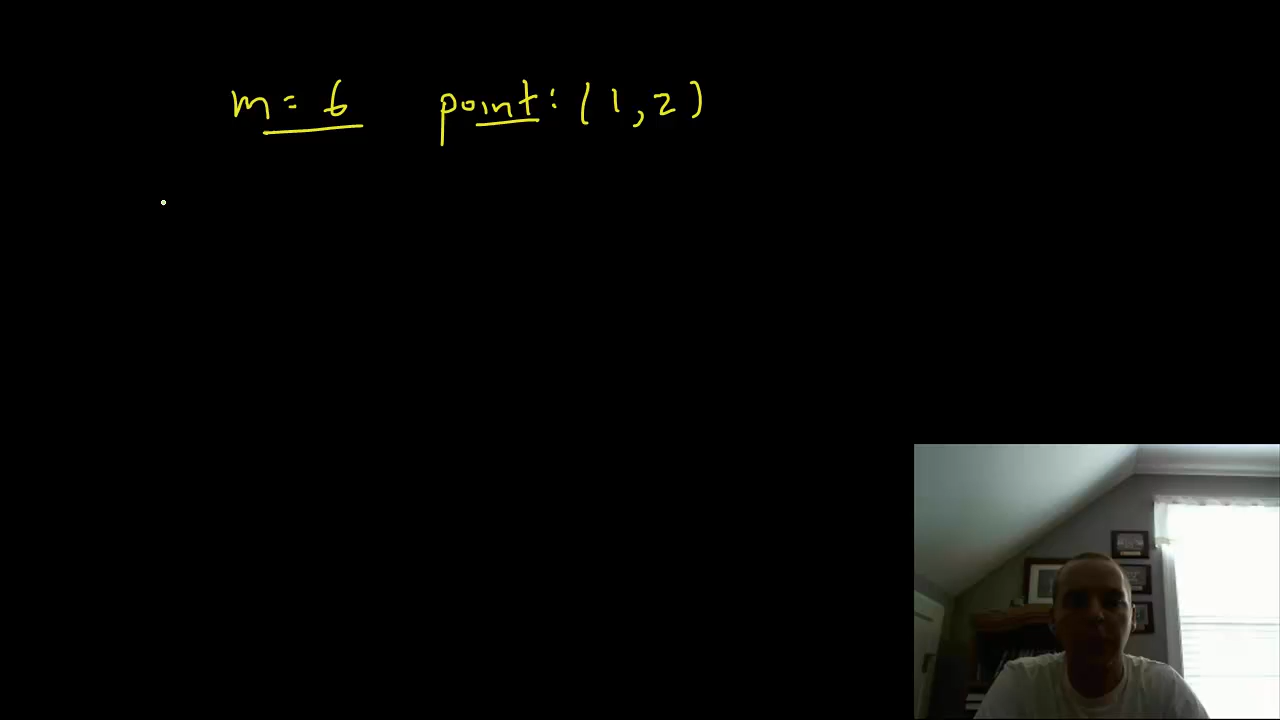 m = 6 point: (1, 2)